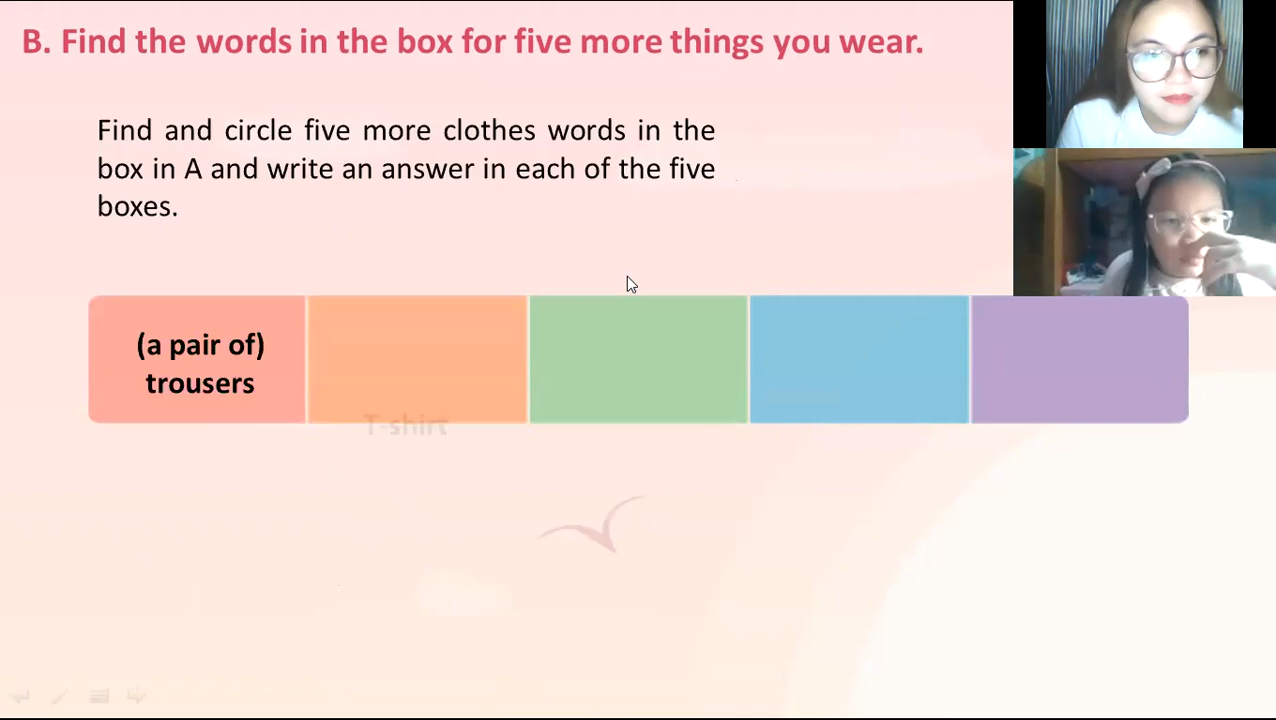 B. Find the words in the box for five more things you wear.
Find and circle five more clothes words in the
box in A and write an answer in each of the five
boxes.
(a pair of)
trousers
T-shirt